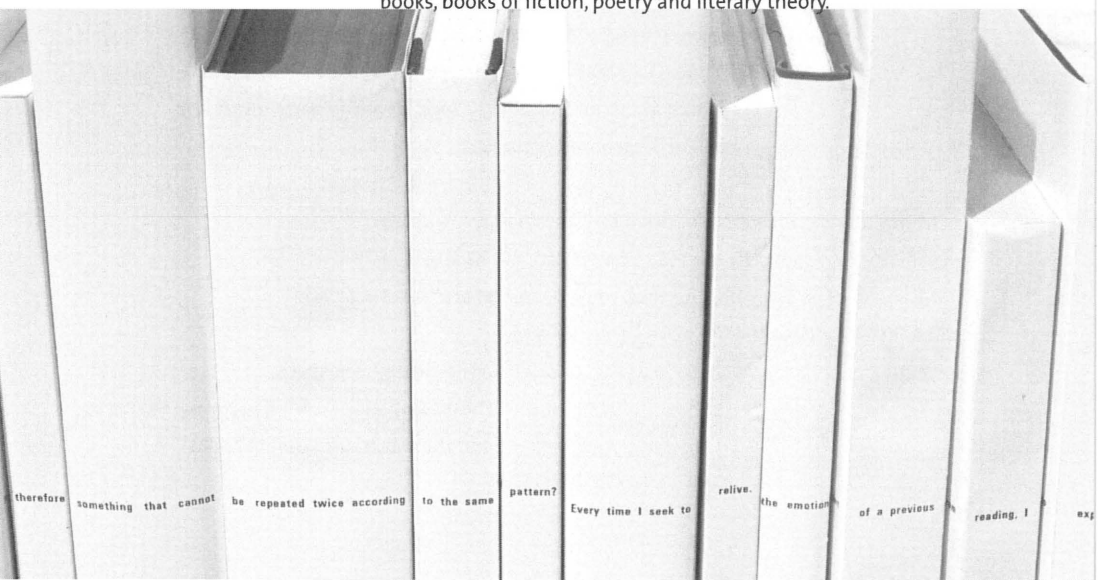 books, books of fiction, poetry and literary theory.
therefore something that cannot be repeated twice according to the same pattern? Every time I seek to relive. the emotion of a previous reading, I